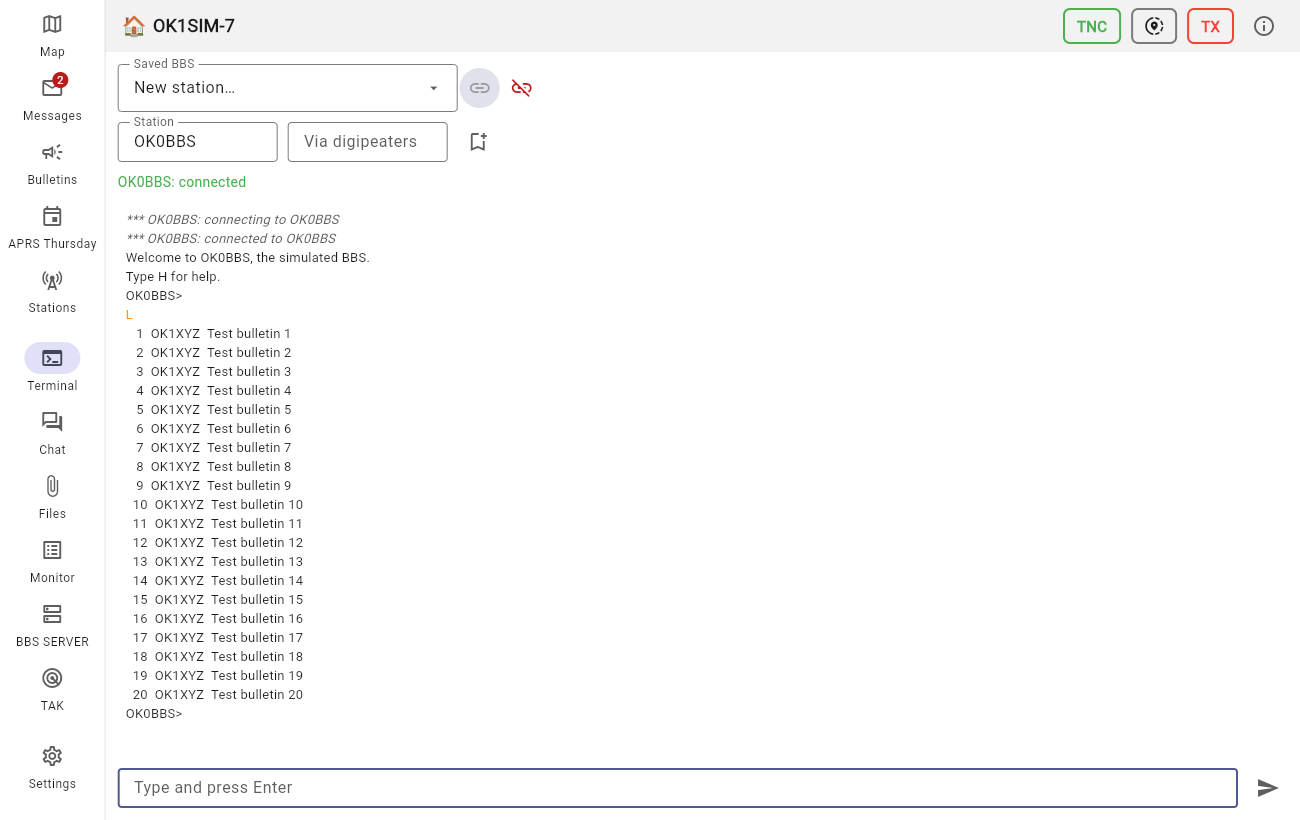 OK1SIM-7
TNC
TX
Map
2
Messages
Bulletins
APRS Thursday
Stations
Terminal
Chat
Files
Monitor
BBS SERVER
TAK
Settings
Saved BBS
New station…
Station
OK0BBS
Via digipeaters
OK0BBS: connected
*** OK0BBS: connecting to OK0BBS
*** OK0BBS: connected to OK0BBS
Welcome to OK0BBS, the simulated BBS.
Type H for help.
OK0BBS>
L
1 OK1XYZ Test bulletin 1
2 OK1XYZ Test bulletin 2
3 OK1XYZ Test bulletin 3
4 OK1XYZ Test bulletin 4
5 OK1XYZ Test bulletin 5
6 OK1XYZ Test bulletin 6
7 OK1XYZ Test bulletin 7
8 OK1XYZ Test bulletin 8
9 OK1XYZ Test bulletin 9
10 OK1XYZ Test bulletin 10
11 OK1XYZ Test bulletin 11
12 OK1XYZ Test bulletin 12
13 OK1XYZ Test bulletin 13
14 OK1XYZ Test bulletin 14
15 OK1XYZ Test bulletin 15
16 OK1XYZ Test bulletin 16
17 OK1XYZ Test bulletin 17
18 OK1XYZ Test bulletin 18
19 OK1XYZ Test bulletin 19
20 OK1XYZ Test bulletin 20
OK0BBS>
Type and press Enter